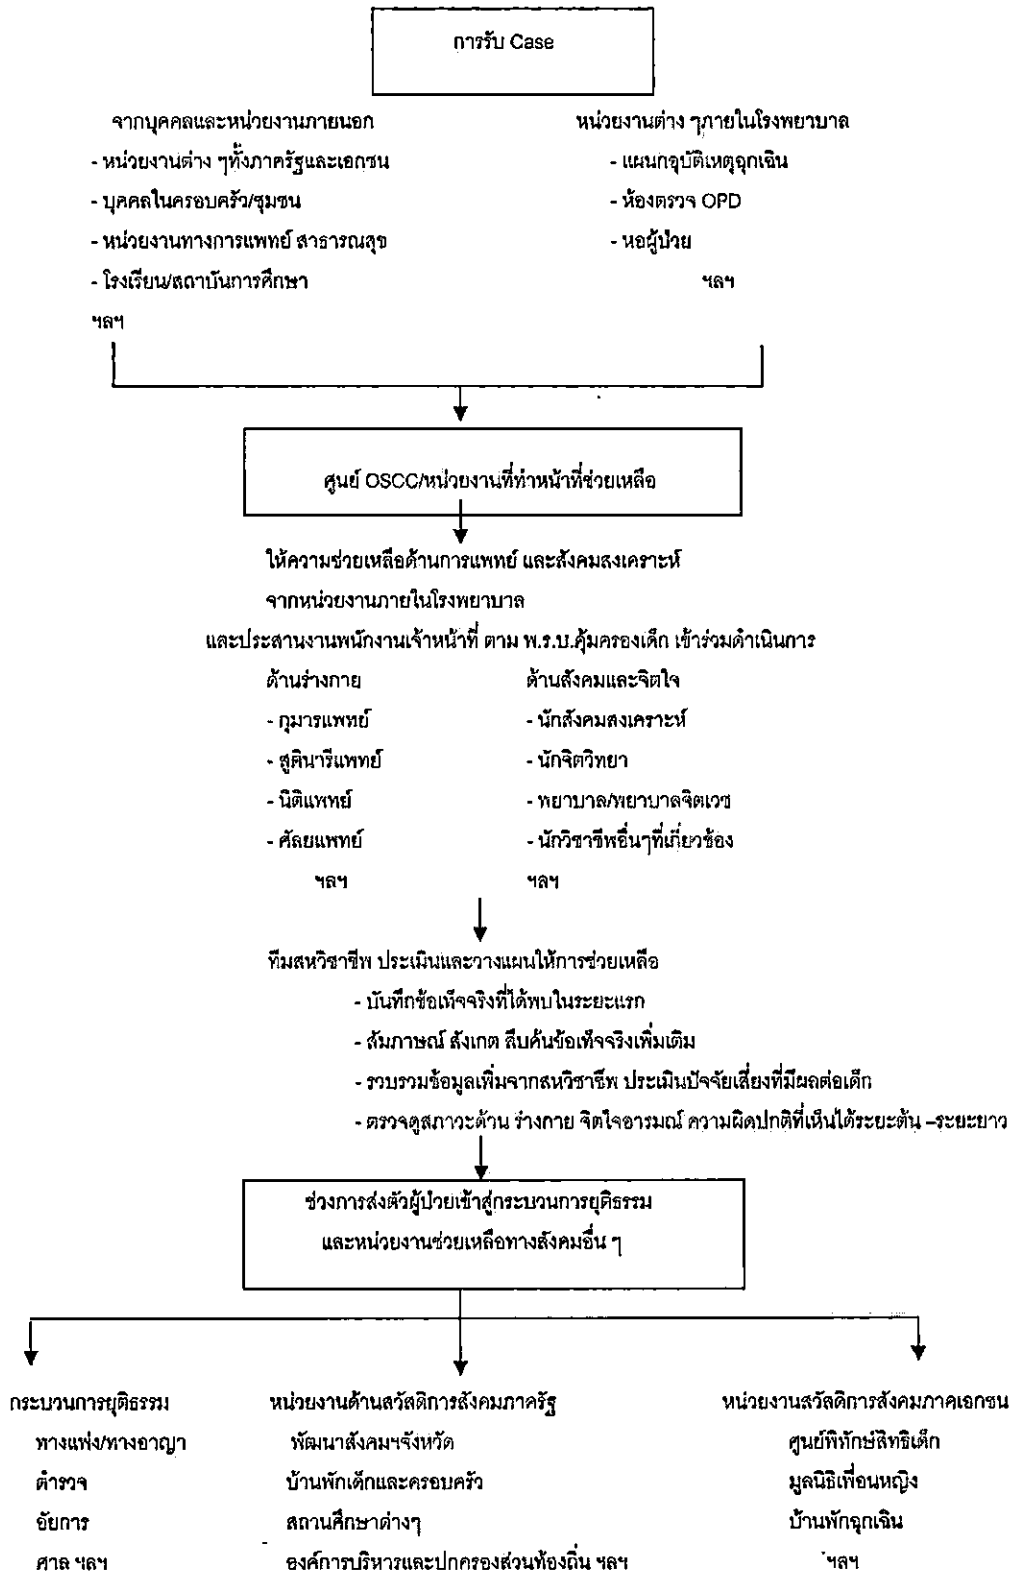 การรับ Case
จากบุคคลและหน่วยงานภายนอก
- หน่วยงานต่าง ๆทั้งภาครัฐและเอกชน
- บุคคลในครอบครัว/ชุมชน
- หน่วยงานทางการแพทย์ สาธารณสุข
- โรงเรียน/สถาบันการศึกษา
ฯลฯ
หน่วยงานต่าง ๆภายในโรงพยาบาล
- แผนกอุบัติเหตุฉุกเฉิน
- ห้องตรวจ OPD
- หอผู้ป่วย
ฯลฯ
ศูนย์ OSCC/หน่วยงานที่ทำหน้าที่ช่วยเหลือ
ให้ความช่วยเหลือด้านการแพทย์ และสังคมสงเคราะห์
จากหน่วยงานภายในโรงพยาบาล
และประสานงานพนักงานเจ้าหน้าที่ ตาม พ.ร.บ.คุ้มครองเด็ก เข้าร่วมดำเนินการ
ด้านร่างกาย
- กุมารแพทย์
- สูตินารีแพทย์
- นิติแพทย์
- ศัลยแพทย์
ฯลฯ
ด้านสังคมและจิตใจ
- นักสังคมสงเคราะห์
- นักจิตวิทยา
- พยาบาล/พยาบาลจิตเวช
- นักวิชาชีพอื่นๆที่เกี่ยวข้อง
ฯลฯ
ทีมสหวิชาชีพ ประเมินและวางแผนให้การช่วยเหลือ
- บันทึกข้อเท็จจริงที่ได้พบในระยะแรก
- สัมภาษณ์ สังเกต สืบค้นข้อเท็จจริงเพิ่มเติม
- รวบรวมข้อมูลเพิ่มจากสหวิชาชีพ ประเมินปัจจัยเสี่ยงที่มีผลต่อเด็ก
- ตรวจดูสภาวะด้าน ร่างกาย จิตใจอารมณ์ ความผิดปกติที่เห็นได้ระยะต้น –ระยะยาว
ช่วงการส่งตัวผู้ป่วยเข้าสู่กระบวนการยุติธรรม
และหน่วยงานช่วยเหลือทางสังคมอื่น ๆ
กระบวนการยุติธรรม
ทางแพ่ง/ทางอาญา
ตำรวจ
อัยการ
ศาล ฯลฯ
หน่วยงานด้านสวัสดิการสังคมภาครัฐ
พัฒนาสังคมฯจังหวัด
บ้านพักเด็กและครอบครัว
สถานศึกษาต่างๆ
องค์การบริหารและปกครองส่วนท้องถิ่น ฯลฯ
หน่วยงานสวัสดิการสังคมภาคเอกชน
ศูนย์พิทักษ์สิทธิเด็ก
มูลนิธิเพื่อนหญิง
บ้านพักฉุกเฉิน
ฯลฯ